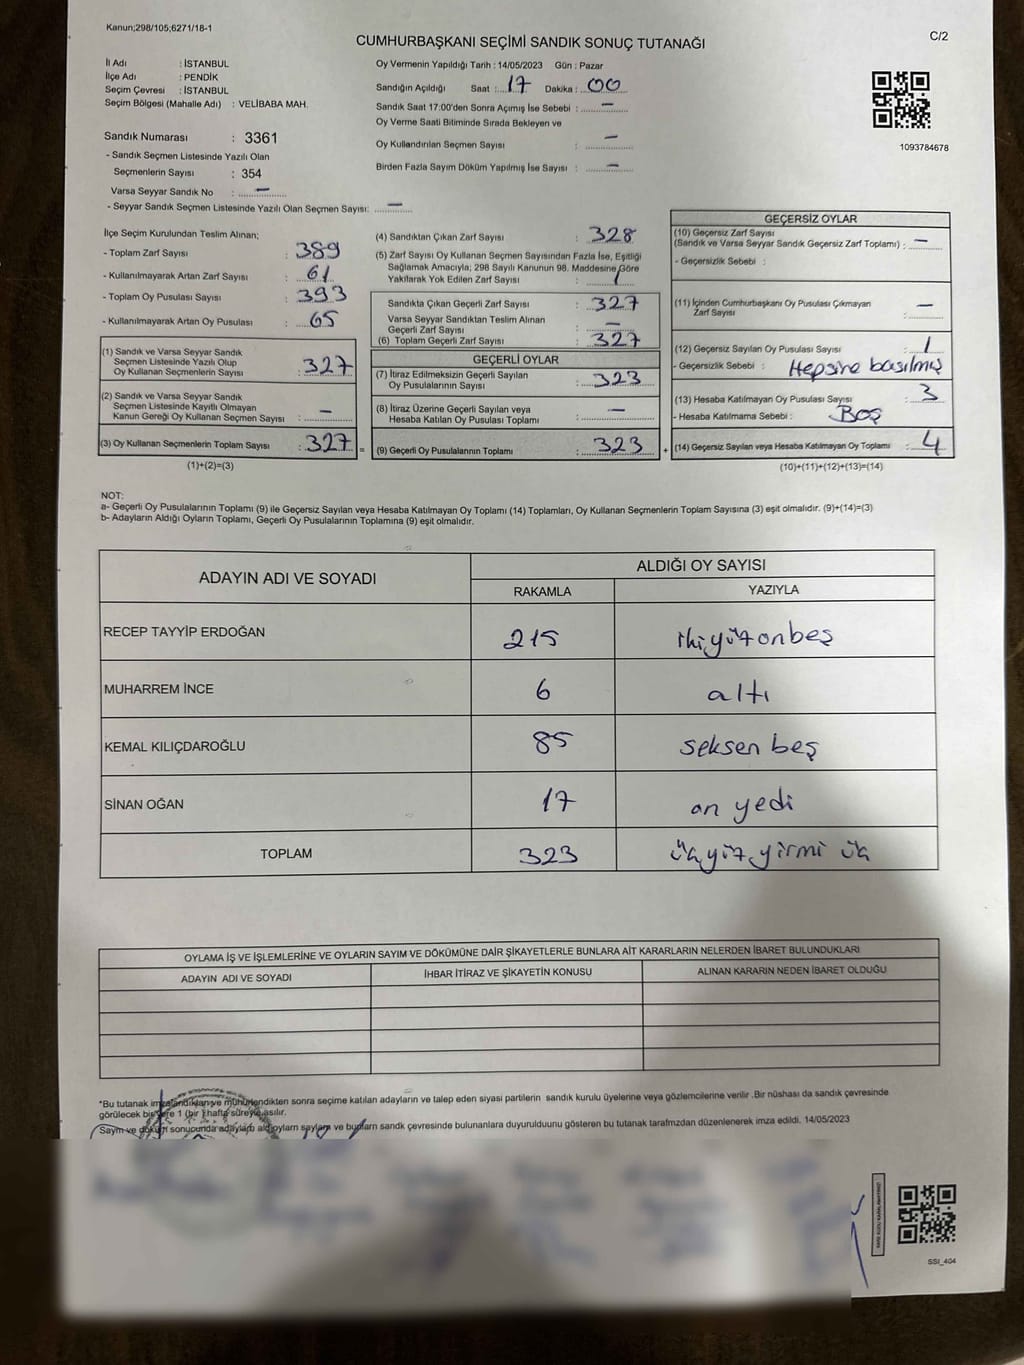 Kanun;298/105;6271/18-1
C/2
CUMHURBAŞKANI SEÇİMİ SANDIK SONUÇ TUTANAĞI
İl Adı : İSTANBUL
İlçe Adı : PENDİK
Seçim Çevresi : İSTANBUL
Seçim Bölgesi (Mahalle Adı) : VELİBABA MAH.
Oy Vermenin Yapıldığı Tarih : 14/05/2023 Gün : Pazar
Sandığın Açıldığı Saat : 17 Dakika : 00
Sandık Saat 17:00'den Sonra Açımış İse Sebebi : —
Oy Verme Saati Bitiminde Sırada Bekleyen ve
Oy Kullandırılan Seçmen Sayısı : —
Birden Fazla Sayım Döküm Yapılmış İse Sayısı : —
1093784678
Sandık Numarası : 3361
- Sandık Seçmen Listesinde Yazılı Olan
Seçmenlerin Sayısı : 354
Varsa Seyyar Sandık No : —
- Seyyar Sandık Seçmen Listesinde Yazılı Olan Seçmen Sayısı: —
İlçe Seçim Kurulundan Teslim Alınan;
- Toplam Zarf Sayısı : 389
- Kullanılmayarak Artan Zarf Sayısı : 61
- Toplam Oy Pusulası Sayısı : 393
- Kullanılmayarak Artan Oy Pusulası : 65
(1) Sandık ve Varsa Seyyar Sandık
Seçmen Listesinde Yazılı Olup
Oy Kullanan Seçmenlerin Sayısı : 327
(2) Sandık ve Varsa Seyyar Sandık
Seçmen Listesinde Kayıtlı Olmayan
Kanun Gereği Oy Kullanan Seçmen Sayısı : —
(3) Oy Kullanan Seçmenlerin Toplam Sayısı : 327
(1)+(2)=(3)
(4) Sandıktan Çıkan Zarf Sayısı : 328
(5) Zarf Sayısı Oy Kullanan Seçmen Sayısından Fazla İse, Eşitliği
Sağlamak Amacıyla; 298 Sayılı Kanunun 98. Maddesine Göre
Yakılarak Yok Edilen Zarf Sayısı : 1
Sandıkta Çıkan Geçerli Zarf Sayısı : 327
Varsa Seyyar Sandıktan Teslim Alınan
Geçerli Zarf Sayısı : —
(6) Toplam Geçerli Zarf Sayısı : 327
GEÇERLİ OYLAR
(7) İtiraz Edilmeksizin Geçerli Sayılan
Oy Pusulalarının Sayısı : 323
(8) İtiraz Üzerine Geçerli Sayılan veya
Hesaba Katılan Oy Pusulası Toplamı : —
= (9) Geçerli Oy Pusulalarının Toplamı : 323 +
GEÇERSİZ OYLAR
(10) Geçersiz Zarf Sayısı
(Sandık ve Varsa Seyyar Sandık Geçersiz Zarf Toplamı) : —
- Geçersizlik Sebebi :
(11) İçinden Cumhurbaşkanı Oy Pusulası Çıkmayan
Zarf Sayısı : —
(12) Geçersiz Sayılan Oy Pusulası Sayısı : 1
- Geçersizlik Sebebi : Hepsine basılmış
(13) Hesaba Katılmayan Oy Pusulası Sayısı : 3
- Hesaba Katılmama Sebebi : Boş
(14) Geçersiz Sayılan veya Hesaba Katılmayan Oy Toplamı : 4
(10)+(11)+(12)+(13)=(14)
NOT:
a- Geçerli Oy Pusulalarının Toplamı (9) ile Geçersiz Sayılan veya Hesaba Katılmayan Oy Toplamı (14) Toplamları, Oy Kullanan Seçmenlerin Toplam Sayısına (3) eşit olmalıdır. (9)+(14)=(3)
b- Adayların Aldığı Oyların Toplamı, Geçerli Oy Pusulalarının Toplamına (9) eşit olmalıdır.
ADAYIN ADI VE SOYADI ALDIĞI OY SAYISI
RAKAMLA YAZIYLA
RECEP TAYYİP ERDOĞAN 215 ikiyüzonbeş
MUHARREM İNCE 6 altı
KEMAL KILIÇDAROĞLU 85 seksen beş
SİNAN OĞAN 17 on yedi
TOPLAM 323 üçyüz yirmi üç
OYLAMA İŞ VE İŞLEMLERİNE VE OYLARIN SAYIM VE DÖKÜMÜNE DAİR ŞİKAYETLERLE BUNLARA AİT KARARLARIN NELERDEN İBARET BULUNDUKLARI
ADAYIN ADI VE SOYADI İHBAR İTİRAZ VE ŞİKAYETİN KONUSU ALINAN KARARIN NEDEN İBARET OLDUĞU
*Bu tutanak imzalandıktan ve mühürlendikten sonra seçime katılan adayların ve talep eden siyasi partilerin sandık kurulu üyelerine veya gözlemcilerine verilir .Bir nüshası da sandık çevresinde
görülecek bir yere 1 (bir ) hafta süreyle asılır.
Sayım ve döküm sonucunda adayların aldığı oyların sayıları ve bunların sandık çevresinde bulunanlara duyurulduunu gösteren bu tutanak tarafmzdan düzenlenerek imza edildi. 14/05/2023
SSI_404